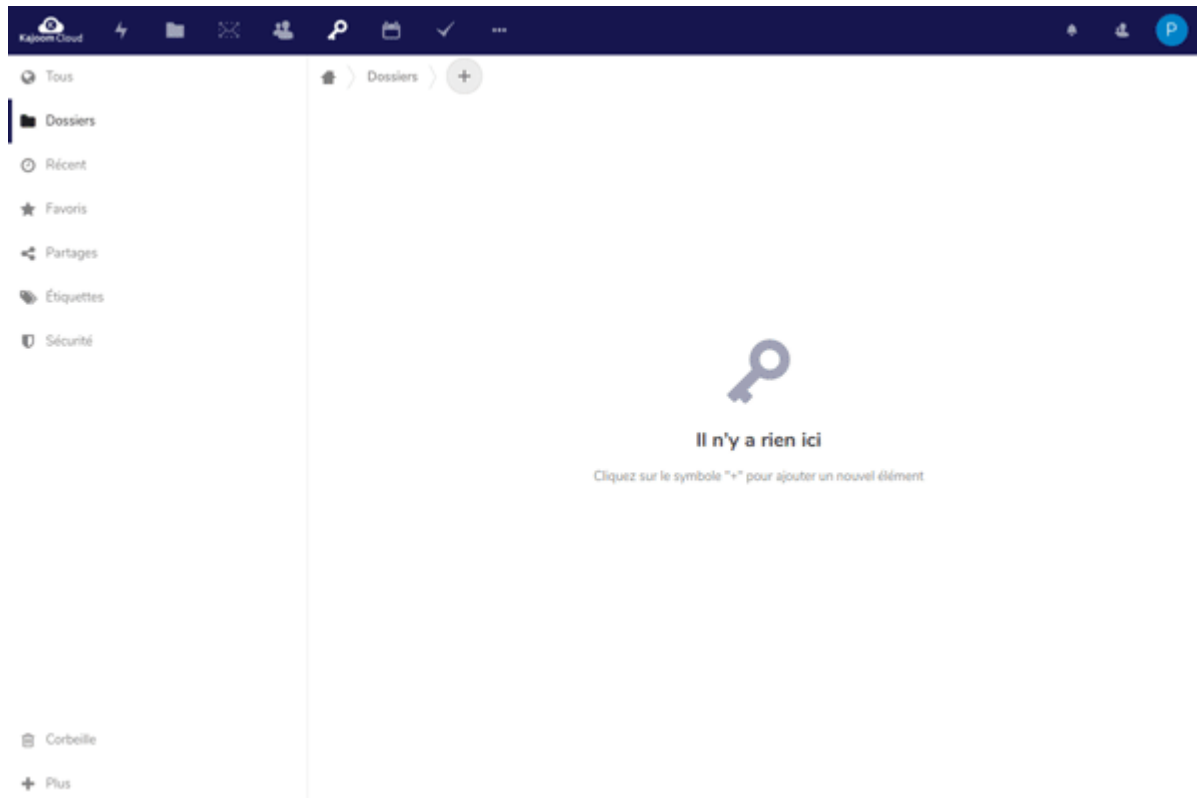 Kajoom Cloud
P
Tous
Dossiers
Récent
Favoris
Partages
Étiquettes
Sécurité
Corbeille
Plus
Dossiers
Il n'y a rien ici
Cliquez sur le symbole "+" pour ajouter un nouvel élément